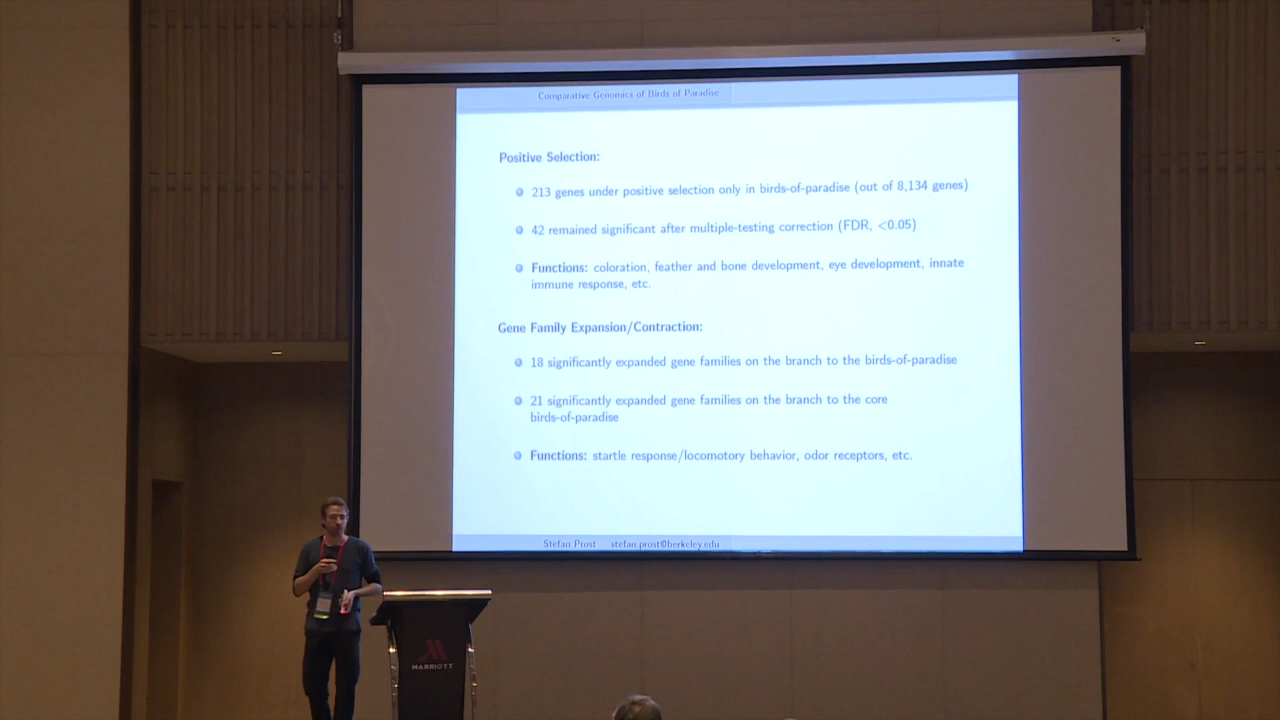 Comparative Genomics of Birds of Paradise
Positive Selection:
213 genes under positive selection only in birds-of-paradise (out of 8,134 genes)
42 remained significant after multiple-testing correction (FDR, <0.05)
Functions: coloration, feather and bone development, eye development, innate
immune response, etc.
Gene Family Expansion/Contraction:
18 significantly expanded gene families on the branch to the birds-of-paradise
21 significantly expanded gene families on the branch to the core
birds-of-paradise
Functions: startle response/locomotory behavior, odor receptors, etc.
Stefan Prost stefan.prost@berkeley.edu
MARRIOTT